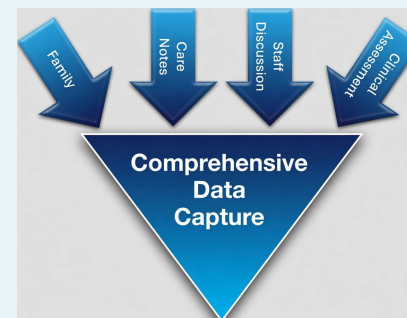 Family
Care
Notes
Staff
Discussion
Clinical
Assessment
Comprehensive
Data
Capture